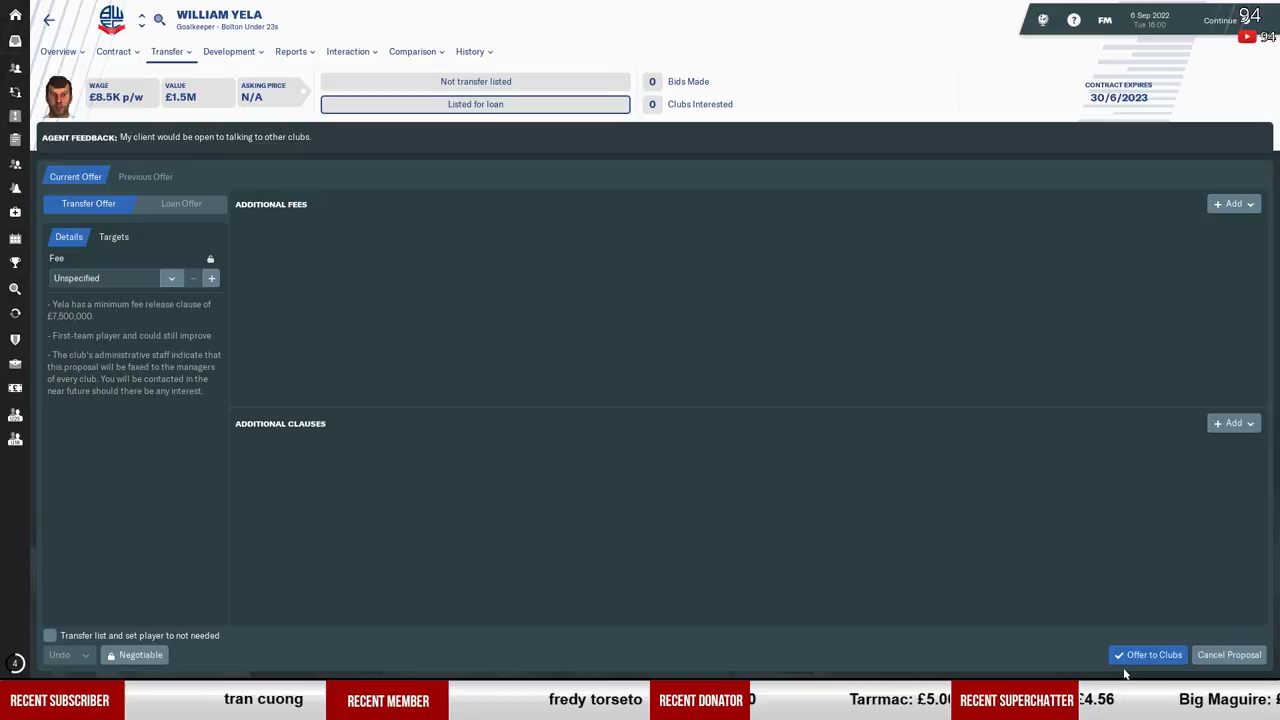 WILLIAM YELA
Goalkeeper - Bolton Under 23s
6 Sep 2022
Tue 16:00
Continue
94
94
FM
Overview
Contract
Transfer
Development
Reports
Interaction
Comparison
History
WAGE
£8.5K p/w
VALUE
£1.5M
ASKING PRICE
N/A
Not transfer listed
Listed for loan
0 Bids Made
0 Clubs Interested
CONTRACT EXPIRES
30/6/2023
AGENT FEEDBACK: My client would be open to talking to other clubs.
Current Offer
Previous Offer
Transfer Offer
Loan Offer
Details
Targets
Fee
Unspecified
- Yela has a minimum fee release clause of
£7,500,000.
- First-team player and could still improve
- The club's administrative staff indicate that
this proposal will be faxed to the managers
of every club. You will be contacted in the
near future should there be any interest.
ADDITIONAL FEES
Add
ADDITIONAL CLAUSES
Add
Transfer list and set player to not needed
Undo
Negotiable
Offer to Clubs
Cancel Proposal
4
RECENT SUBSCRIBER
tran cuong
RECENT MEMBER
fredy torseto
RECENT DONATOR
Tarrmac: £5.0
RECENT SUPERCHATTER
£4.56
Big Maguire: